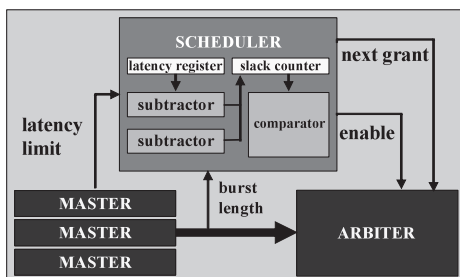 SCHEDULER
next grant
latency register
slack counter
subtractor
comparator
latency
limit
subtractor
enable
burst
length
MASTER
MASTER
ARBITER
MASTER